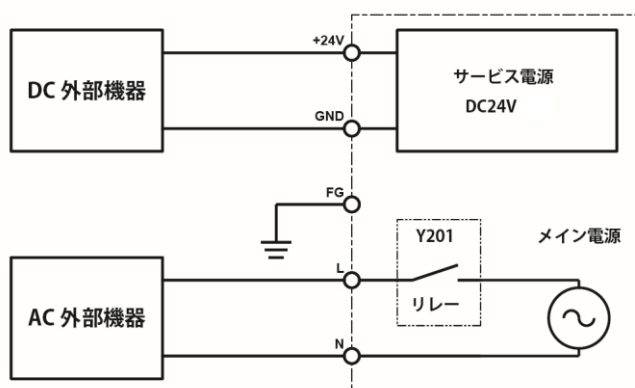 +24V
DC 外部機器
サービス電源
DC24V
GND
FG
Y201
メイン電源
L
リレー
AC 外部機器
N